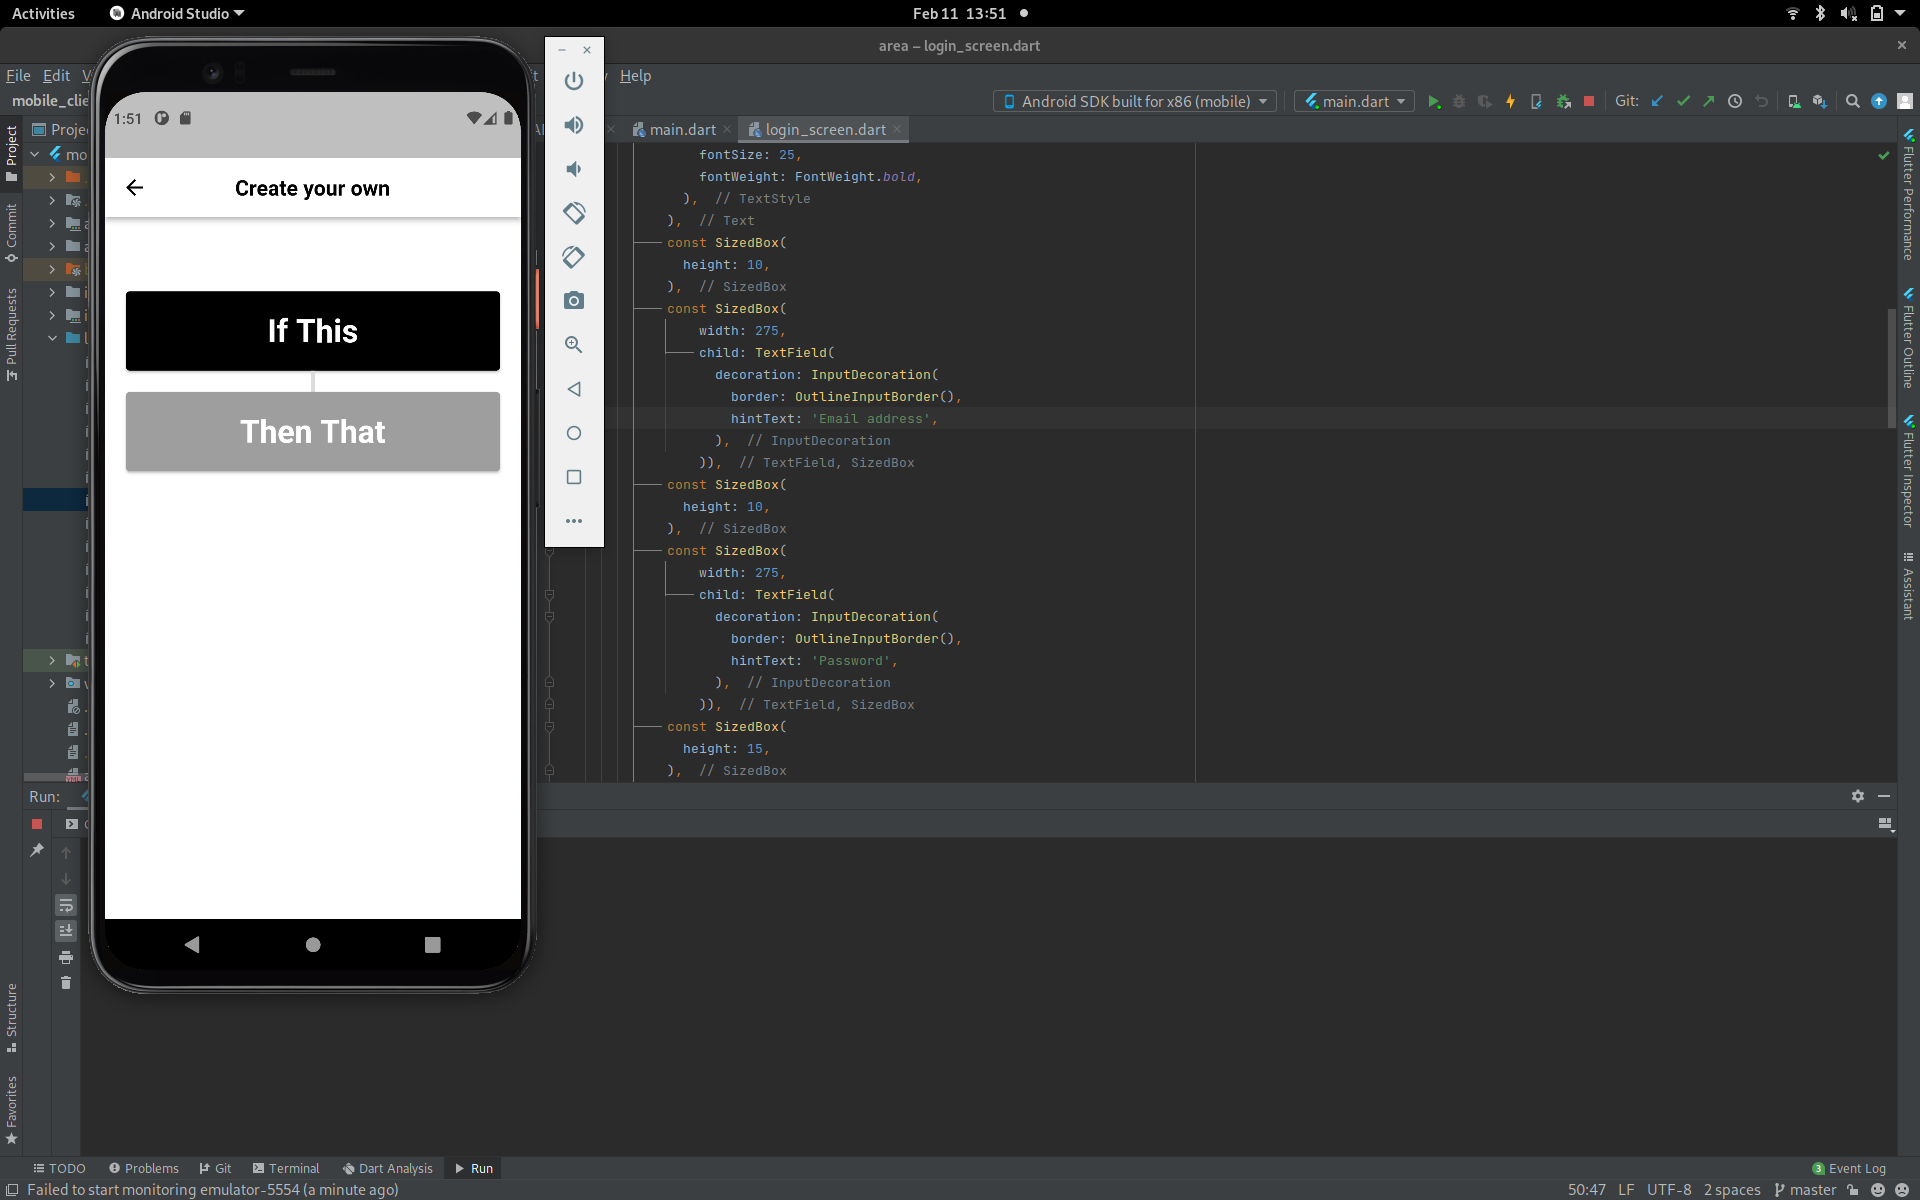 Activities
Android Studio
Feb 11 13:51
area – login_screen.dart
File Edit V
Help
mobile_clie
Android SDK built for x86 (mobile)
main.dart
Git:
Project
Commit
Pull Requests
Structure
Favorites
main.dart
login_screen.dart
mo
1:51
Create your own
If This
Then That
fontSize: 25,
fontWeight: FontWeight.bold,
), // TextStyle
), // Text
const SizedBox(
height: 10,
), // SizedBox
const SizedBox(
width: 275,
child: TextField(
decoration: InputDecoration(
border: OutlineInputBorder(),
hintText: 'Email address',
), // InputDecoration
)), // TextField, SizedBox
const SizedBox(
height: 10,
), // SizedBox
const SizedBox(
width: 275,
child: TextField(
decoration: InputDecoration(
border: OutlineInputBorder(),
hintText: 'Password',
), // InputDecoration
)), // TextField, SizedBox
const SizedBox(
height: 15,
), // SizedBox
Flutter Performance
Flutter Outline
Flutter Inspector
Assistant
Run:
TODO
Problems
Git
Terminal
Dart Analysis
Run
3 Event Log
Failed to start monitoring emulator-5554 (a minute ago)
50:47 LF UTF-8 2 spaces master